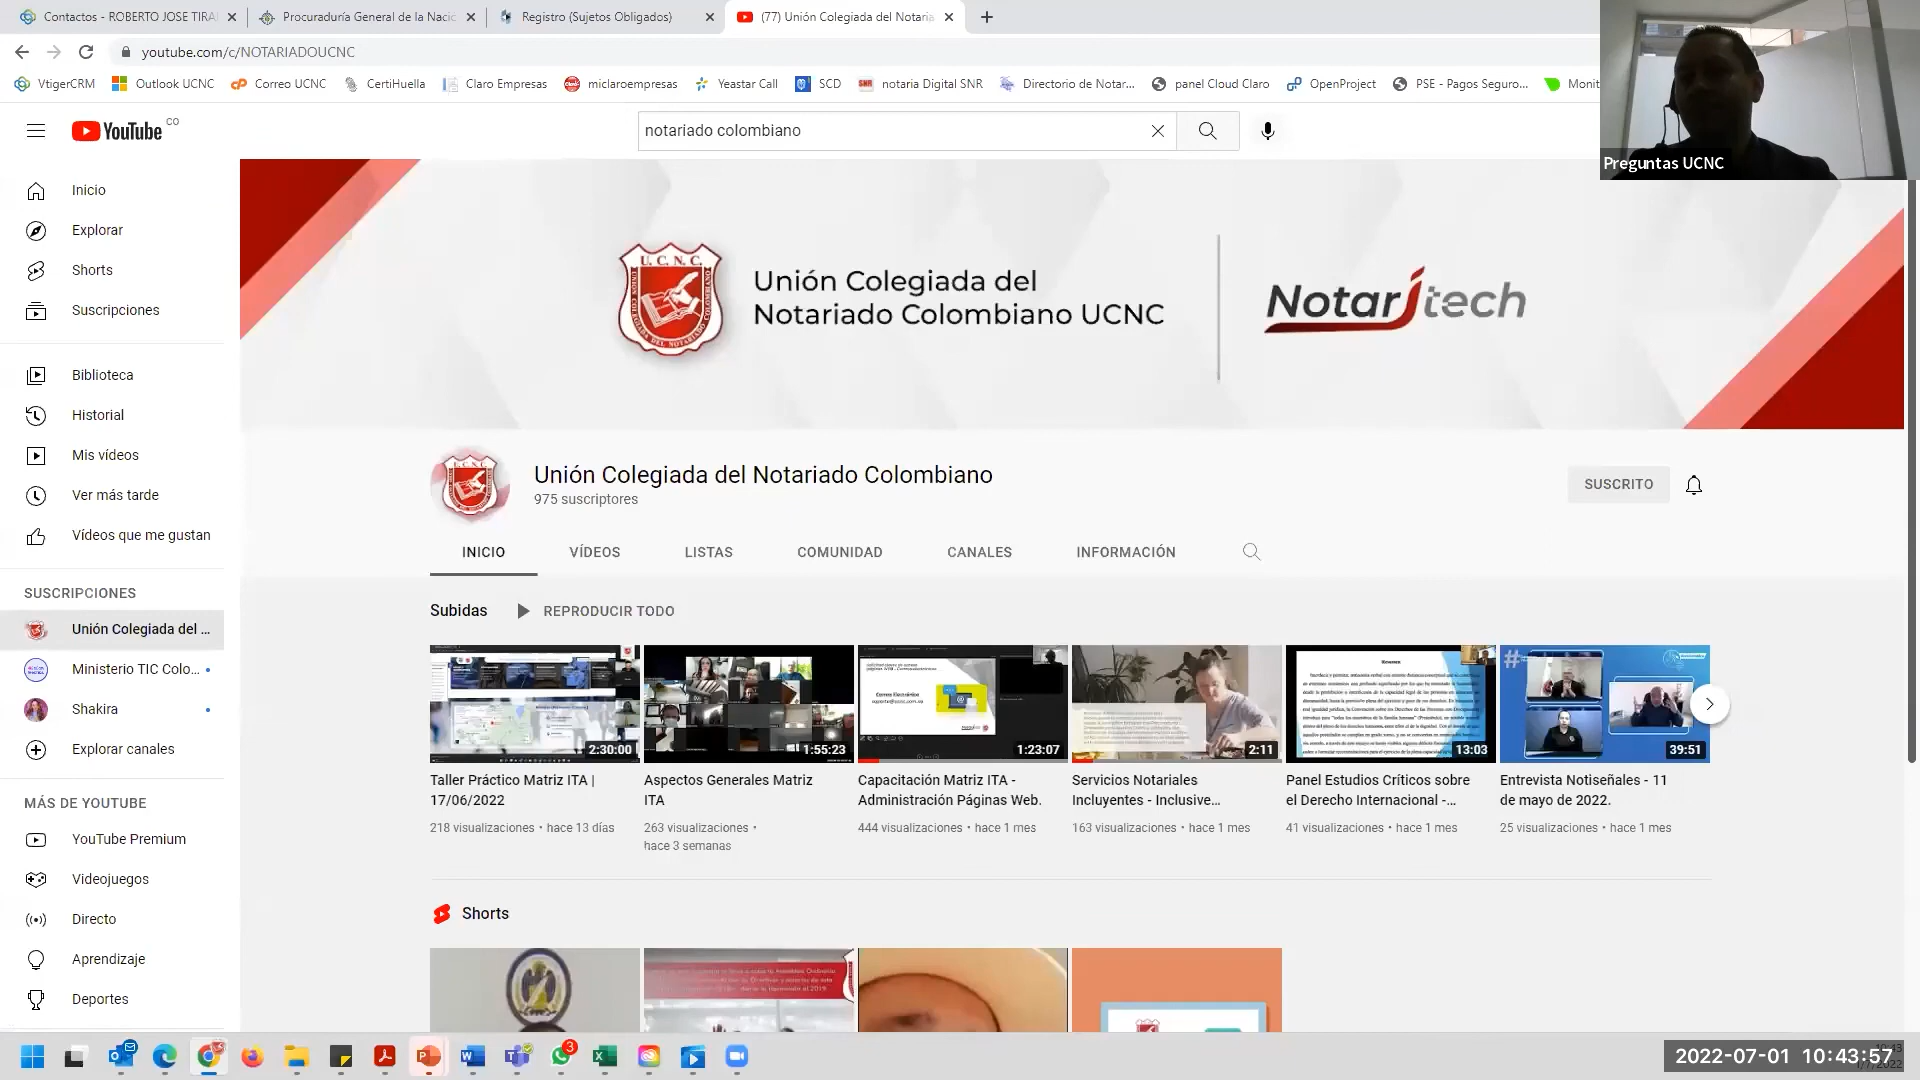 Contactos - ROBERTO JOSE TIRA
Procuraduría General de la Nacio
Registro (Sujetos Obligados)
(77) Unión Colegiada del Notaria
youtube.com/c/NOTARIADOUCNC
VtigerCRM
Outlook UCNC
Correo UCNC
CertiHuella
Claro Empresas
miclaroempresas
Yeastar Call
SCD
notaria Digital SNR
Directorio de Notar...
panel Cloud Claro
OpenProject
PSE - Pagos Seguro...
Monit
Preguntas UCNC
YouTube CO
notariado colombiano
Inicio
Explorar
Shorts
Suscripciones
Biblioteca
Historial
Mis vídeos
Ver más tarde
Vídeos que me gustan
SUSCRIPCIONES
Unión Colegiada del ...
Ministerio TIC Colo...
Shakira
Explorar canales
MÁS DE YOUTUBE
YouTube Premium
Videojuegos
Directo
Aprendizaje
Deportes
U.C.N.C.
UNION COLEGIADA DEL NOTARIADO COLOMBIANO
Unión Colegiada del
Notariado Colombiano UCNC
Notaritech
Unión Colegiada del Notariado Colombiano
975 suscriptores
SUSCRITO
INICIO
VÍDEOS
LISTAS
COMUNIDAD
CANALES
INFORMACIÓN
Subidas
REPRODUCIR TODO
2:30:00
Taller Práctico Matriz ITA |
17/06/2022
218 visualizaciones • hace 13 días
1:55:23
Aspectos Generales Matriz
ITA
263 visualizaciones •
hace 3 semanas
Correo Electrónico
1:23:07
Capacitación Matriz ITA -
Administración Páginas Web.
444 visualizaciones • hace 1 mes
2:11
Servicios Notariales
Incluyentes - Inclusive...
163 visualizaciones • hace 1 mes
Resumen
13:03
Panel Estudios Críticos sobre
el Derecho Internacional -...
41 visualizaciones • hace 1 mes
#
39:51
Entrevista Notiseñales - 11
de mayo de 2022.
25 visualizaciones • hace 1 mes
Shorts
3
2022-07-01 10:43:57